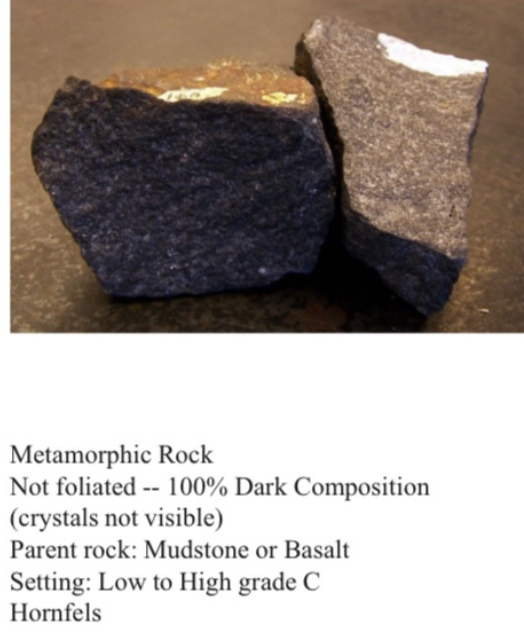 Metamorphic Rock
Not foliated -- 100% Dark Composition
(crystals not visible)
Parent rock: Mudstone or Basalt
Setting: Low to High grade C
Hornfels